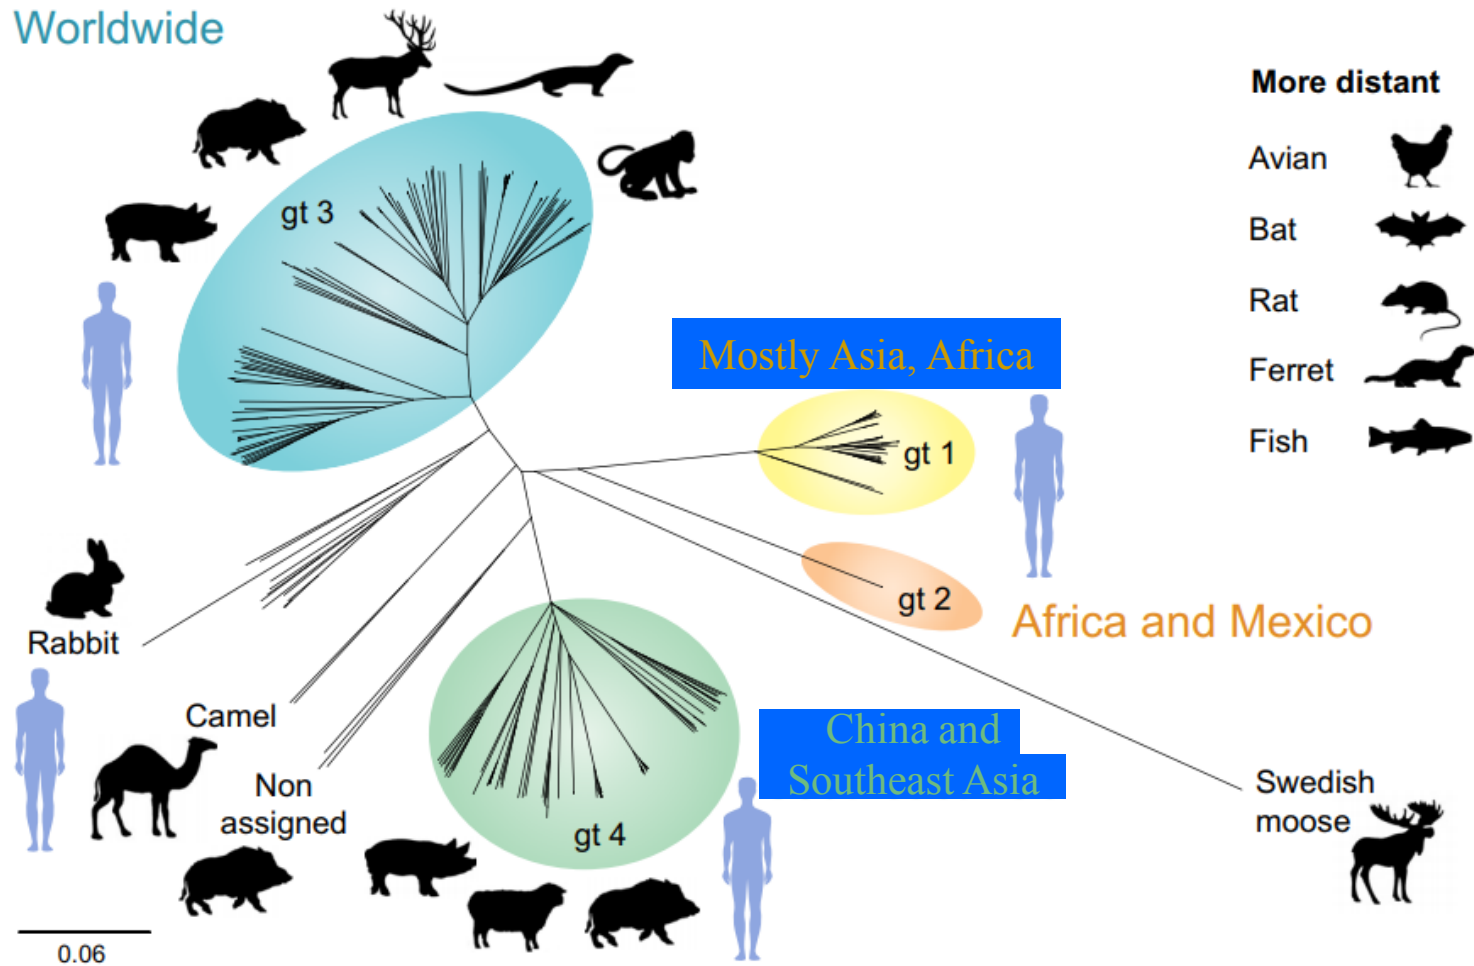 Worldwide
More distant
Avian
gt 3
Bat
Rat
Mostly Asia, Africa
Ferret
Fish
gt 1
gt 2
Africa and Mexico
Rabbit
Camel
China and
Southeast Asia
Non
assigned
gt 4
Swedish
moose
0.06